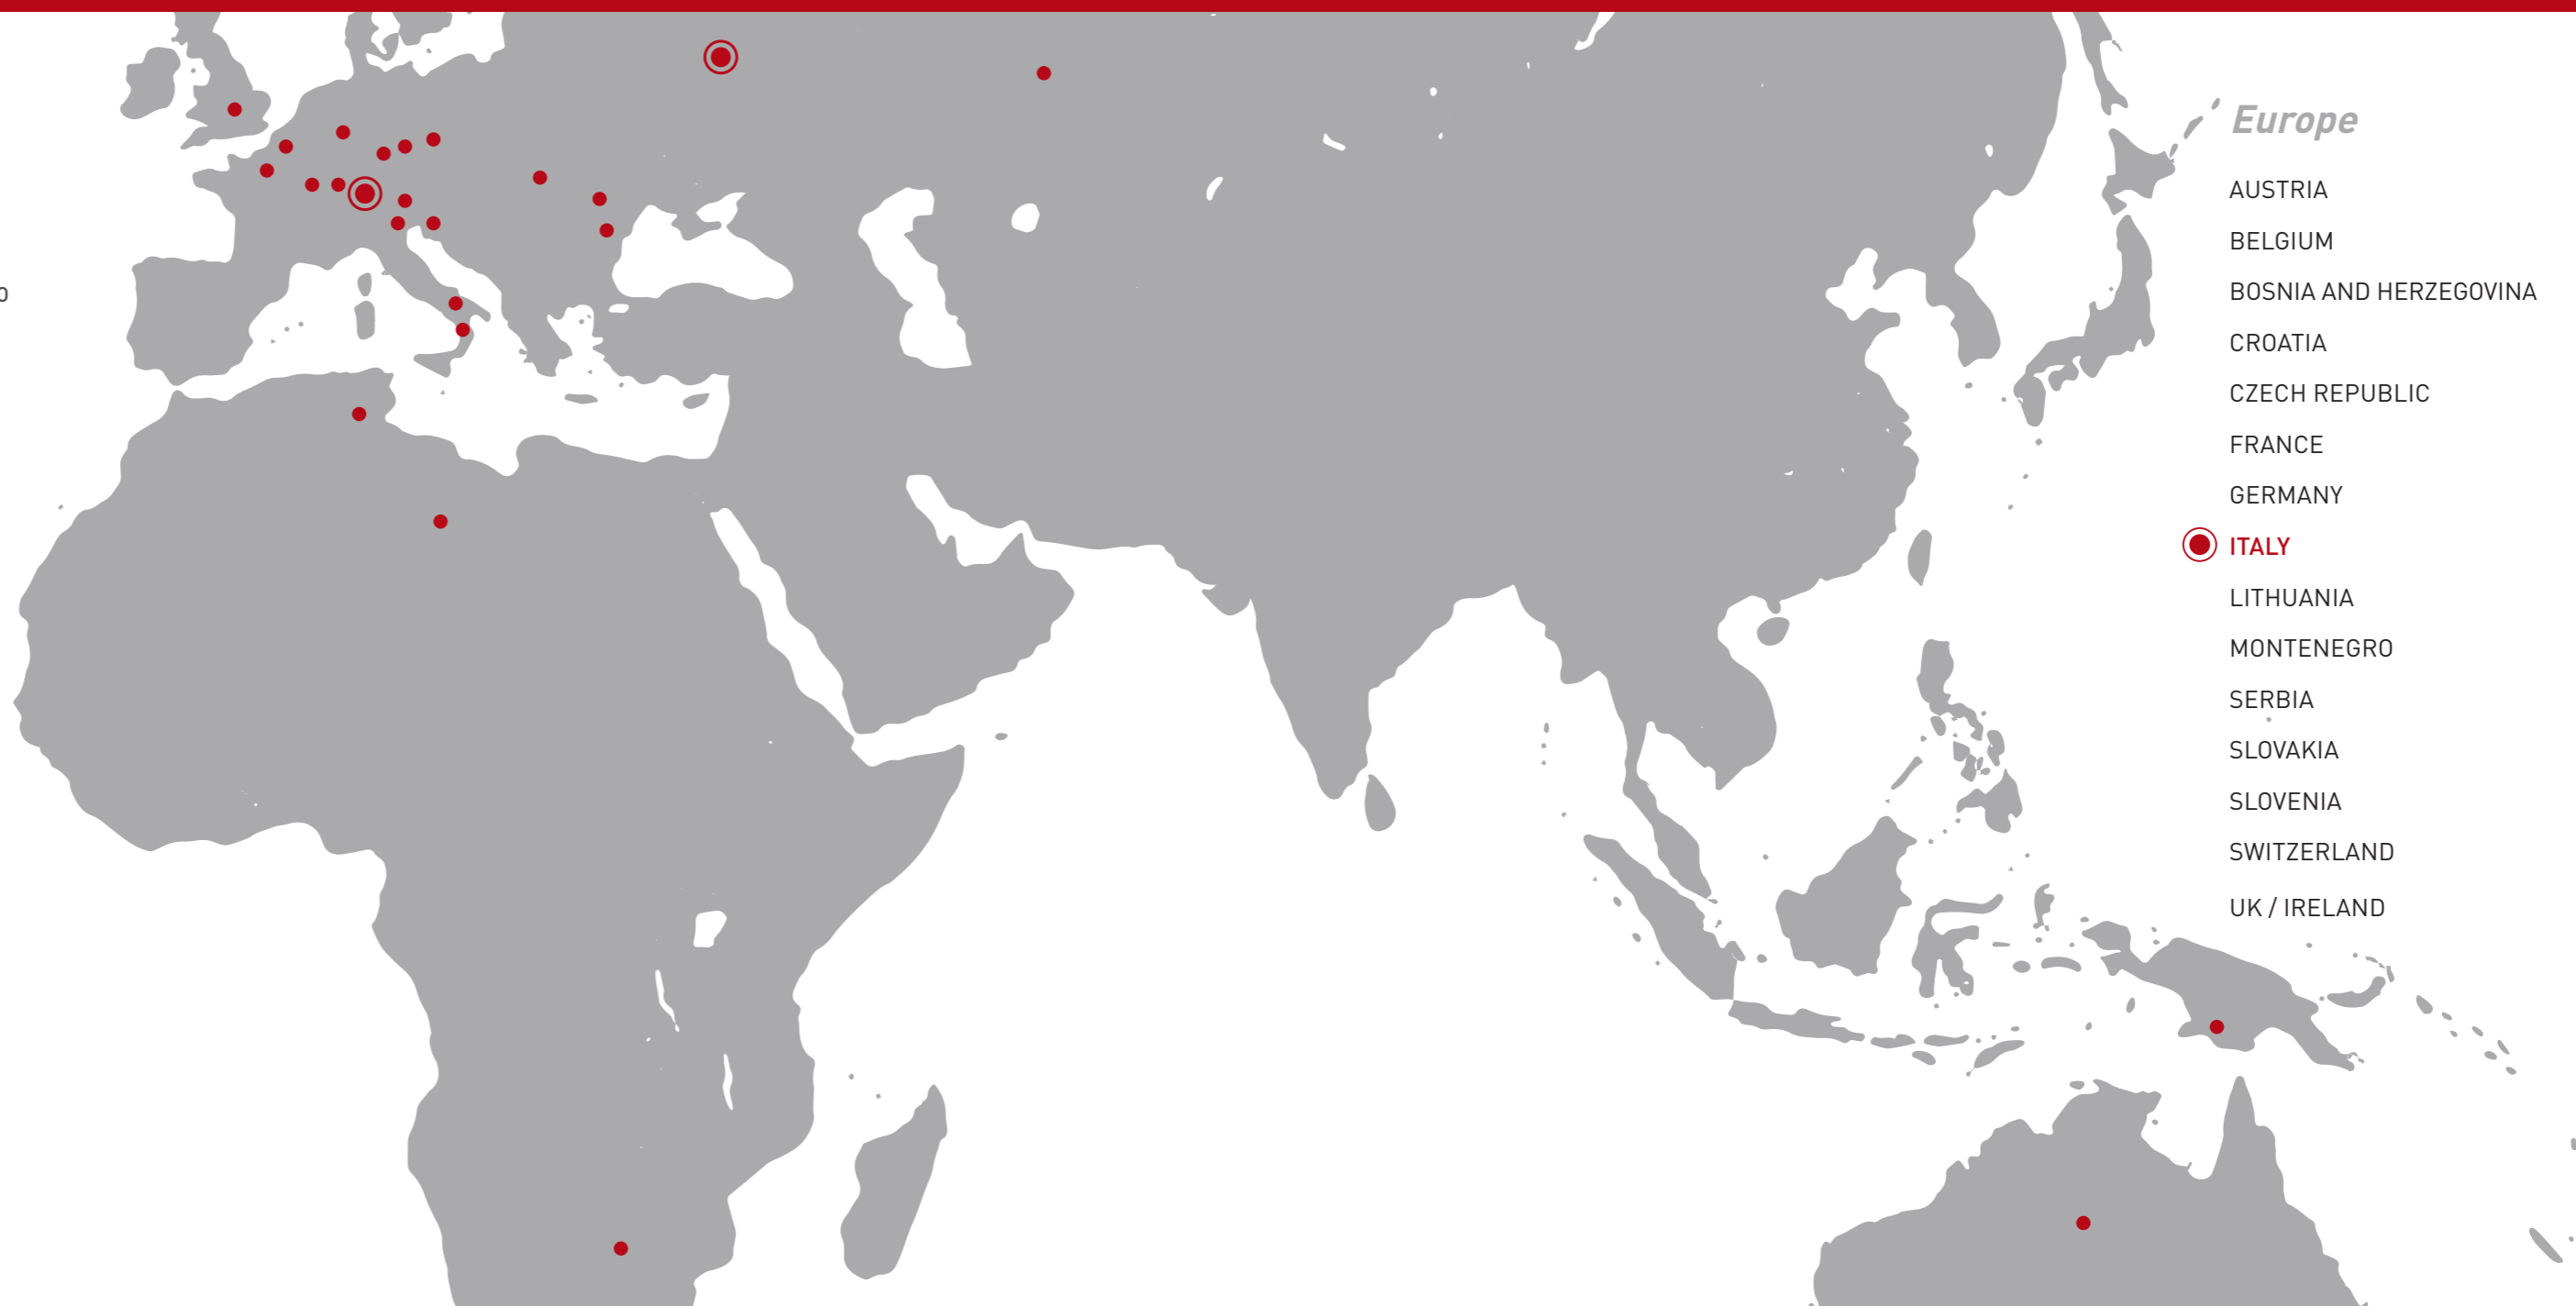 Europe
AUSTRIA
BELGIUM
BOSNIA AND HERZEGOVINA
CROATIA
CZECH REPUBLIC
FRANCE
GERMANY
ITALY
LITHUANIA
MONTENEGRO
SERBIA
SLOVAKIA
SLOVENIA
SWITZERLAND
UK / IRELAND